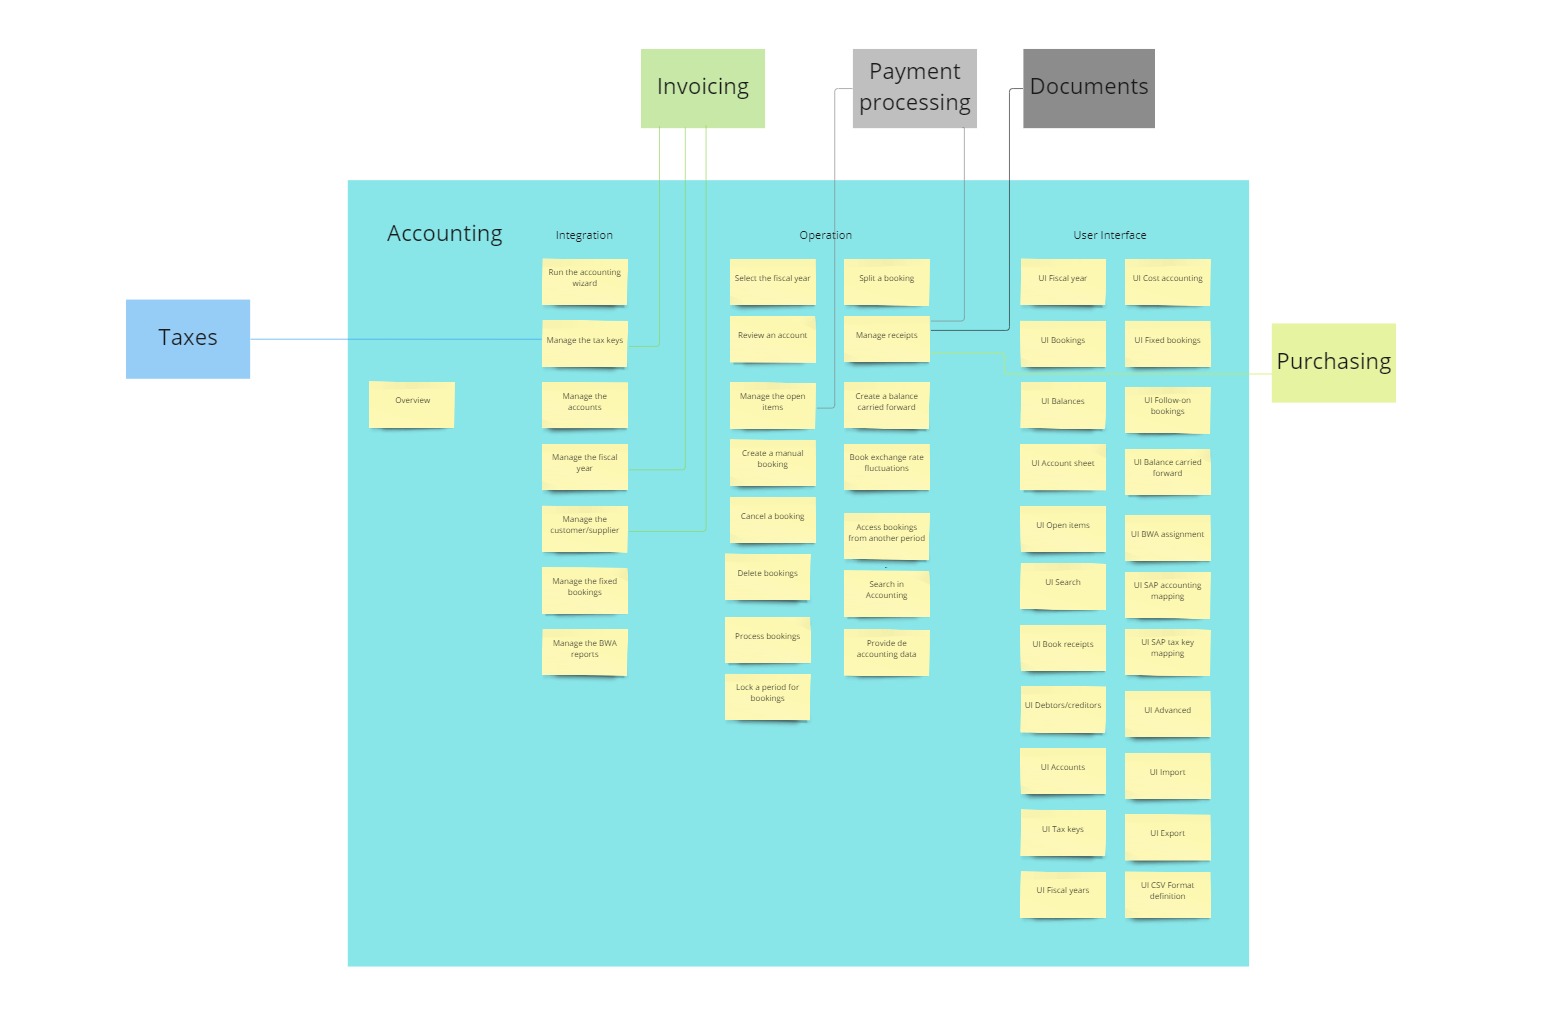 Invoicing
Payment
processing
Documents
Taxes
Purchasing
Accounting
Overview
Integration
Run the accounting
wizard
Manage the tax keys
Manage the
accounts
Manage the fiscal
year
Manage the
customer/supplier
Manage the fixed
bookings
Manage the BWA
reports
Operation
Select the fiscal year
Review an account
Manage the open
items
Create a manual
booking
Cancel a booking
Delete bookings
Process bookings
Lock a period for
bookings
Split a booking
Manage receipts
Create a balance
carried forward
Book exchange rate
fluctuations
Access bookings
from another period
-
Search in
Accounting
Provide de
accounting data
User Interface
UI Fiscal year
UI Bookings
UI Balances
UI Account sheet
UI Open items
UI Search
UI Book receipts
UI Debtors/creditors
UI Accounts
UI Tax keys
UI Fiscal years
UI Cost accounting
UI Fixed bookings
UI Follow-on
bookings
UI Balance carried
forward
UI BWA assignment
UI SAP accounting
mapping
UI SAP tax key
mapping
UI Advanced
UI Import
UI Export
UI CSV Format
definition